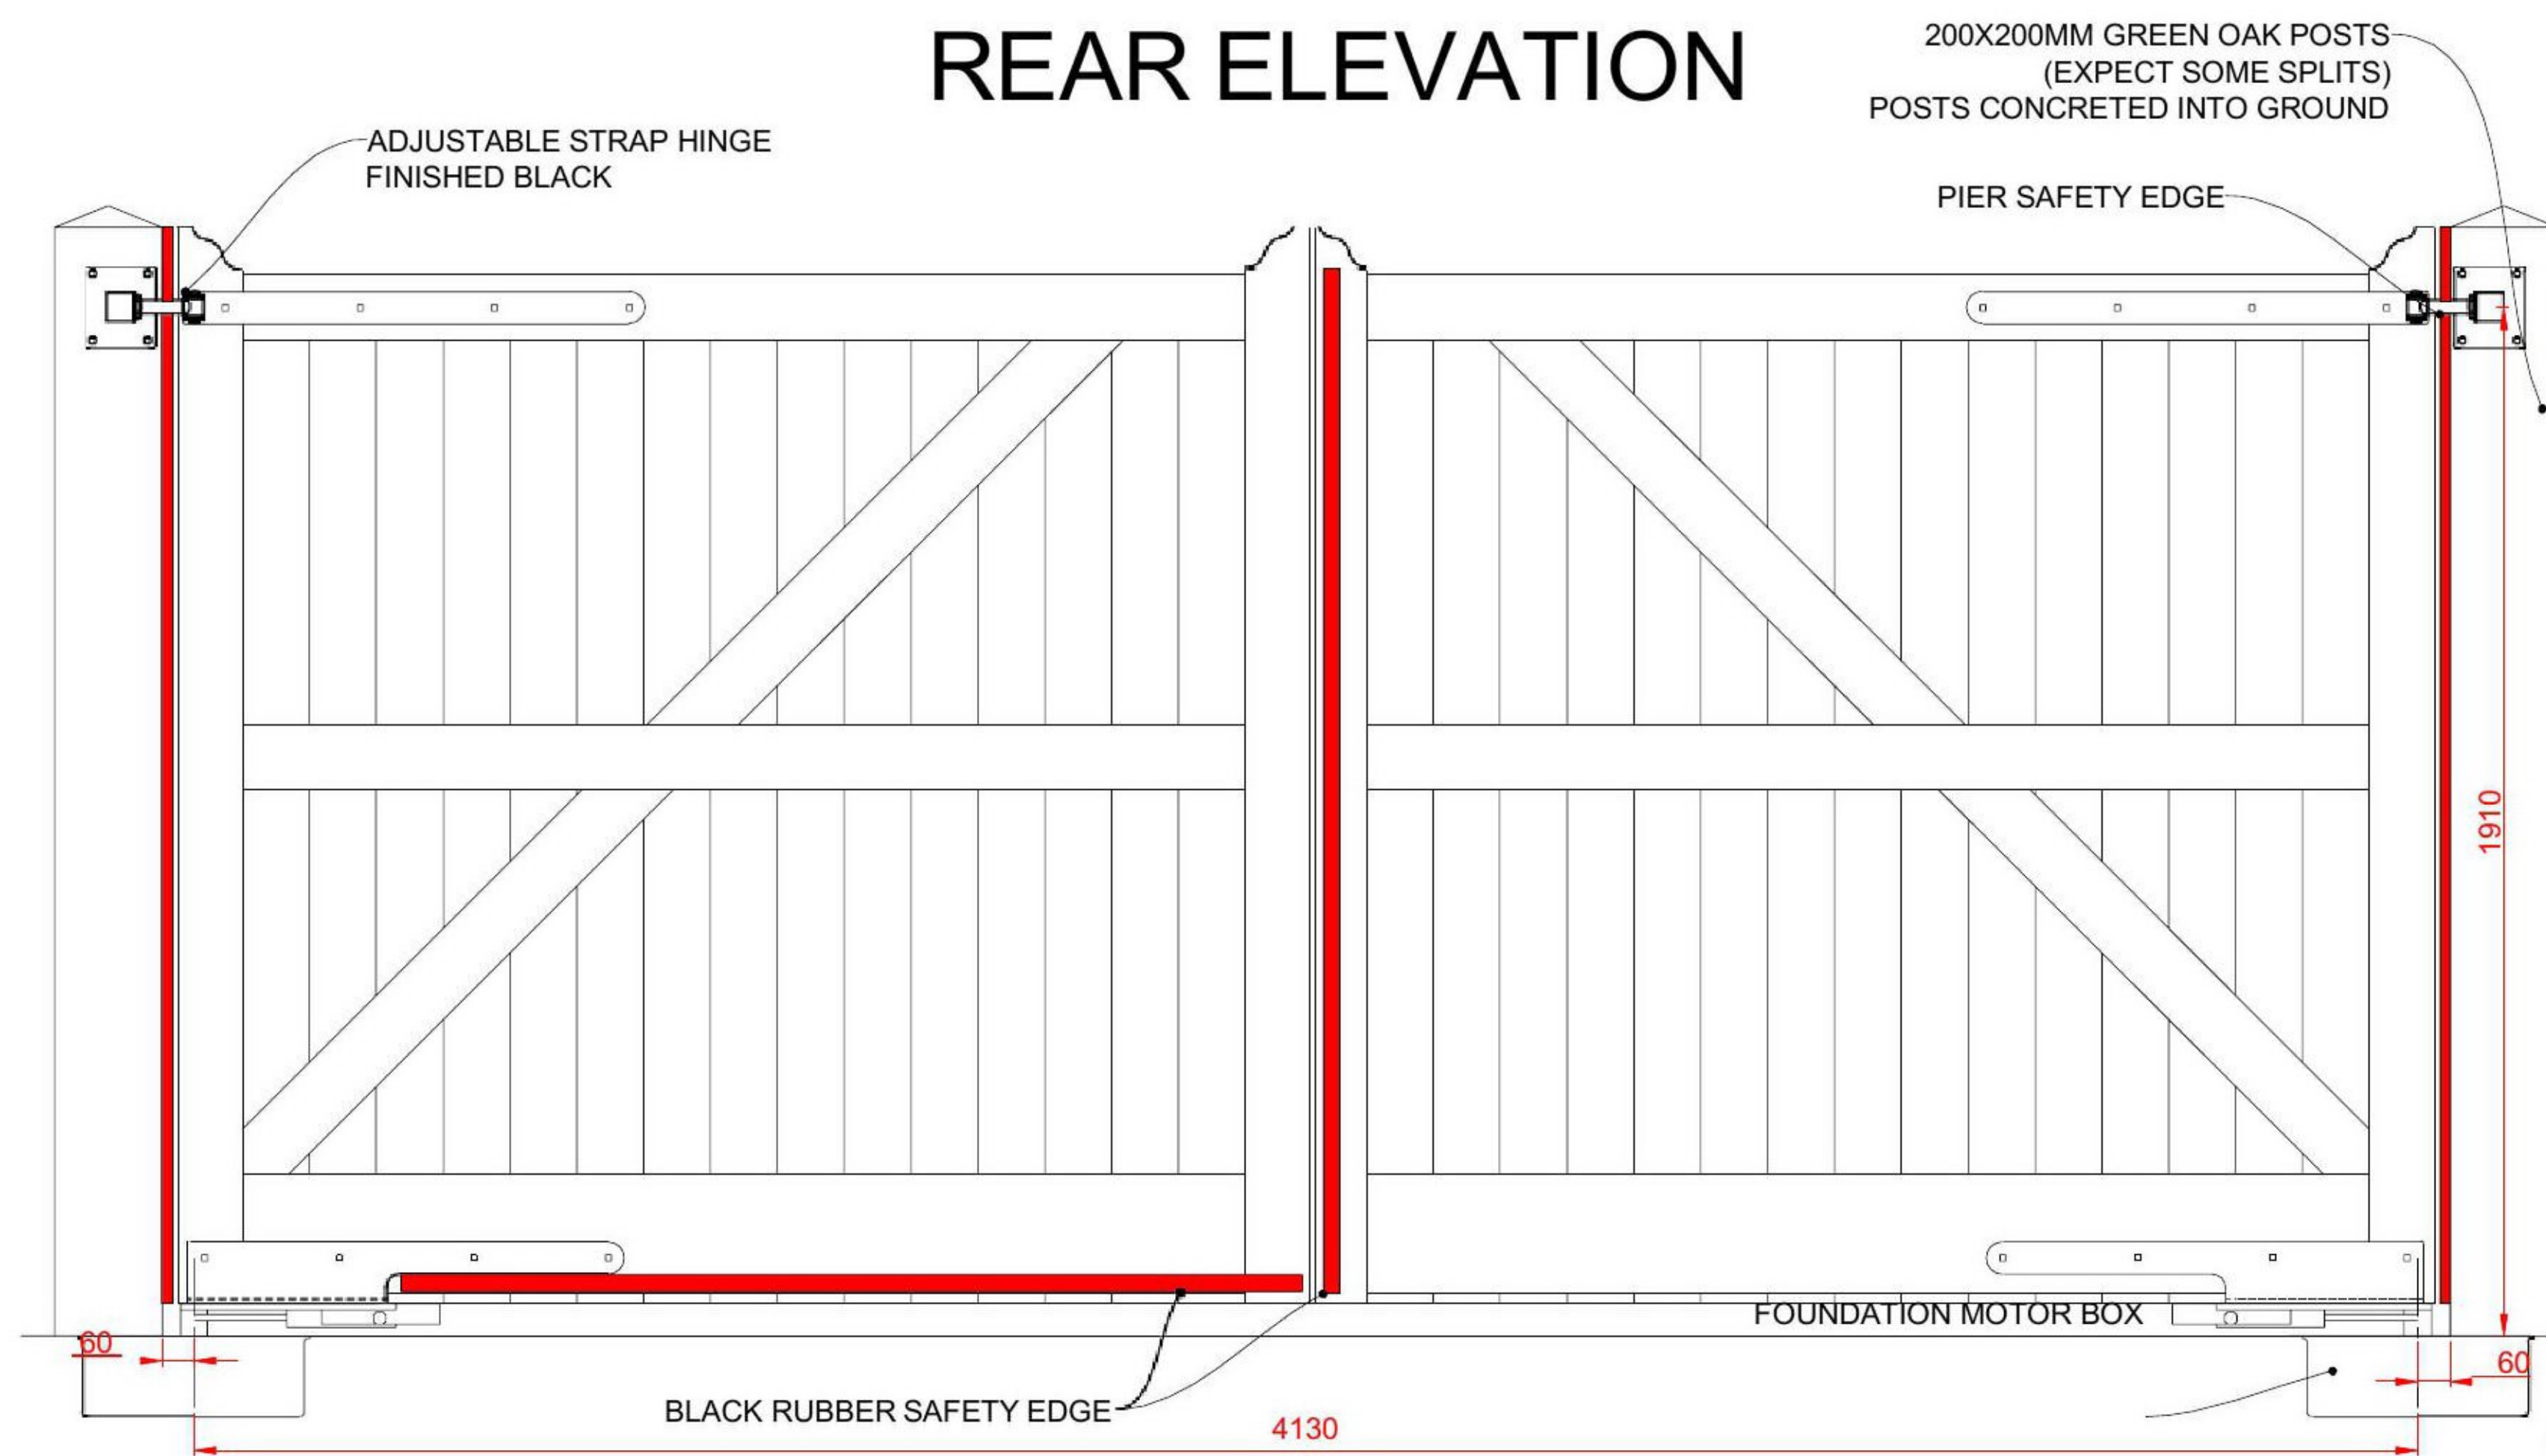 REAR ELEVATION
200X200MM GREEN OAK POSTS
(EXPECT SOME SPLITS)
POSTS CONCRETED INTO GROUND
ADJUSTABLE STRAP HINGE
FINISHED BLACK
PIER SAFETY EDGE
1910
FOUNDATION MOTOR BOX
60
60
BLACK RUBBER SAFETY EDGE
4130